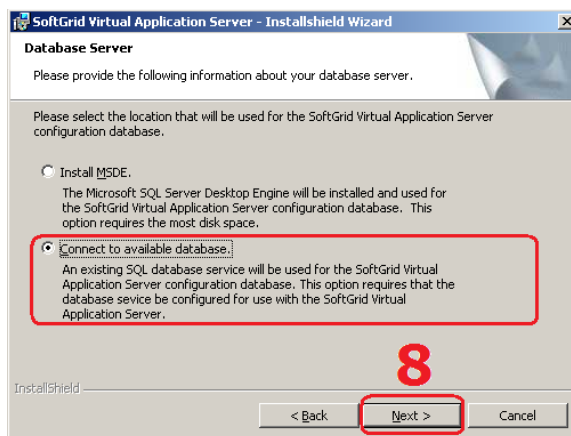 SoftGrid Virtual Application Server - Installshield Wizard
Database Server
Please provide the following information about your database server.
Please select the location that will be used for the SoftGrid Virtual Application Server
configuration database.
Install MSDE.
The Microsoft SQL Server Desktop Engine will be installed and used for
the SoftGrid Virtual Application Server configuration database. This
option requires the most disk space.
Connect to available database.
An existing SQL database service will be used for the SoftGrid Virtual
Application Server configuration database. This option requires that the
database sevice be configured for use with the SoftGrid Virtual
Application Server.
8
InstallShield
< Back
Next >
Cancel